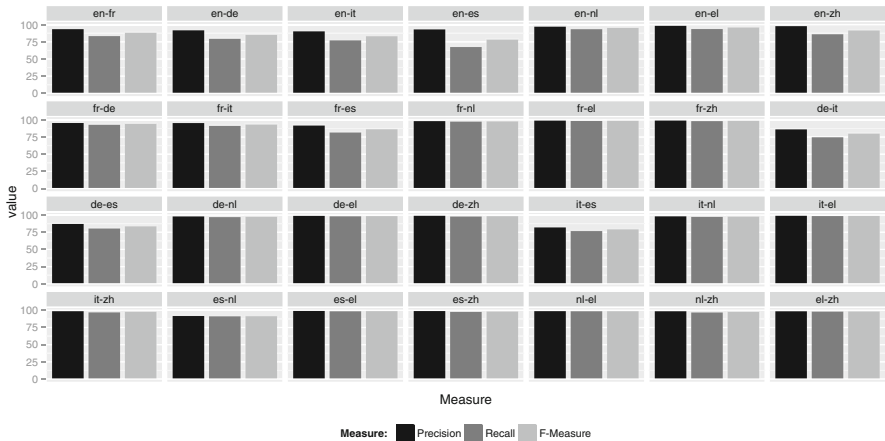 en-fr en-de en-it en-es en-nl en-el en-zh
100
75
50
25
0
fr-de fr-it fr-es fr-nl fr-el fr-zh de-it
100
75
50
25
0
de-es de-nl de-el de-zh it-es it-nl it-el
100
75
50
25
0
it-zh es-nl es-el es-zh nl-el nl-zh el-zh
100
75
50
25
0
value
Measure
Measure: Precision Recall F-Measure